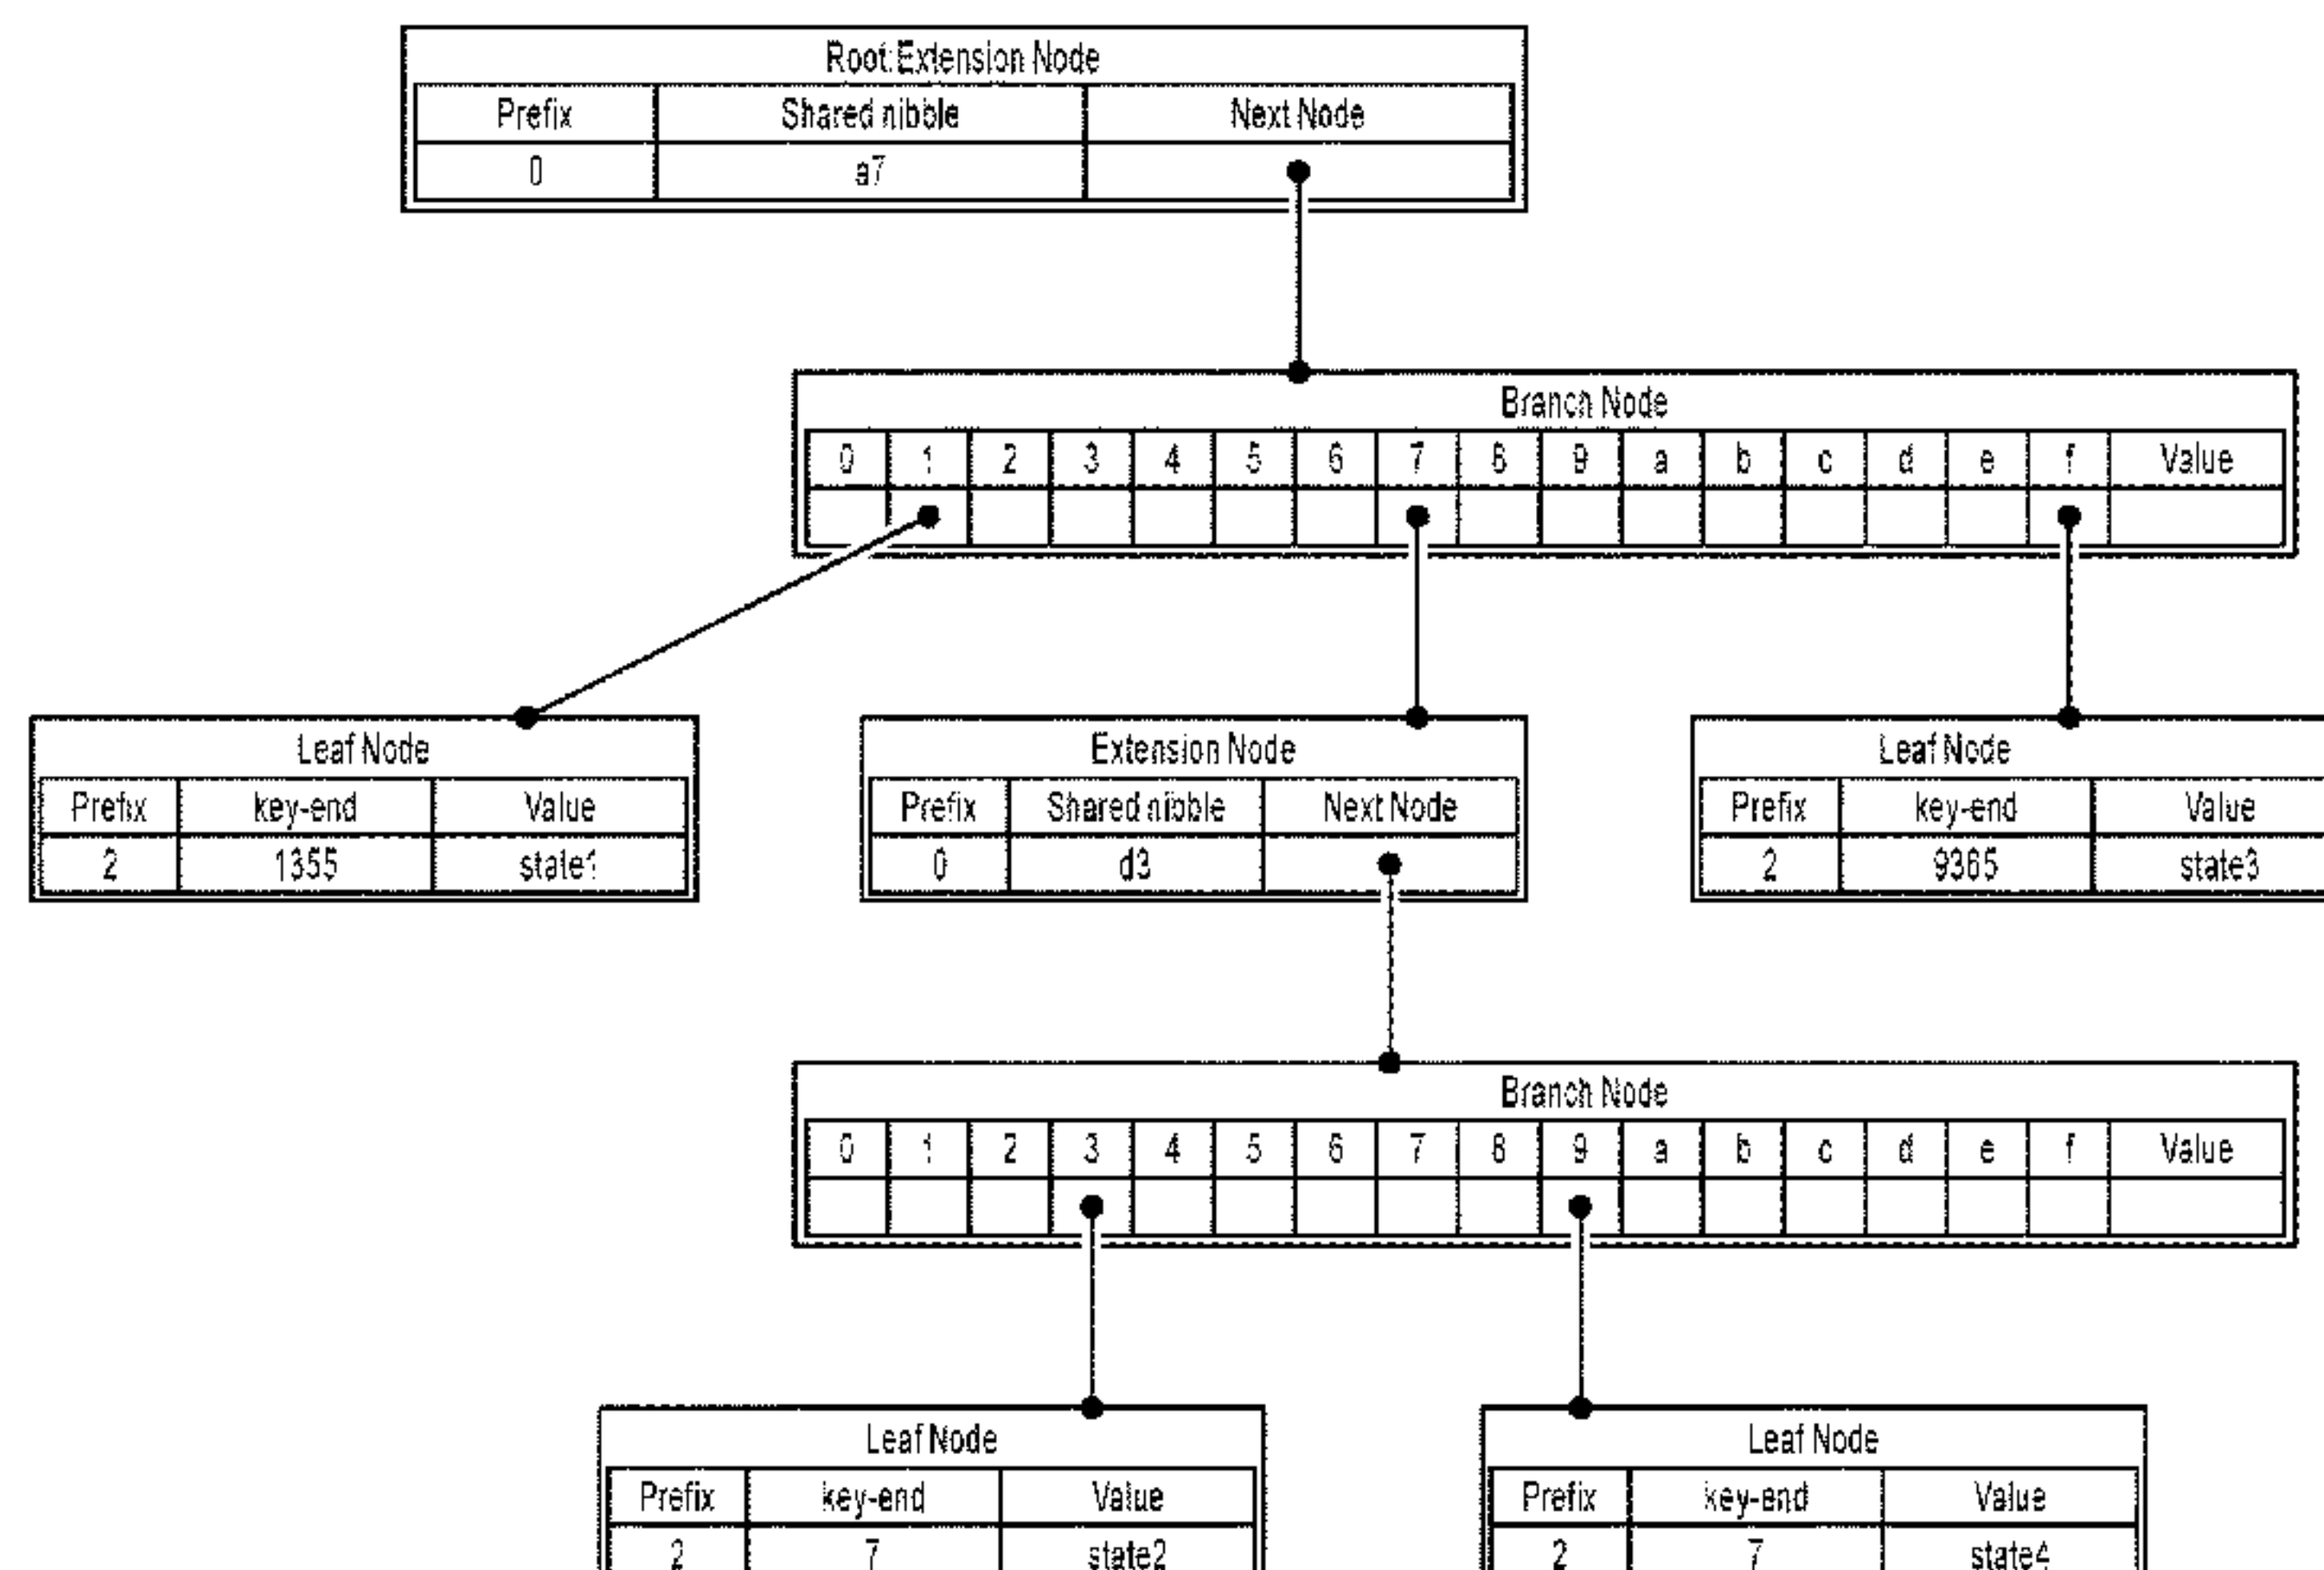 Root:Extension Node
Prefix Shared nibble Next Node
0 a7
Branch Node
0 1 2 3 4 5 6 7 8 9 a b c d e f Value
Leaf Node Extension Node Leaf Node
Prefix key-end Value Prefix Shared nibble Next Node Prefix key-end Value
2 1355 state1 0 d3 2 9365 state3
Branch Node
0 1 2 3 4 5 6 7 8 9 a b c d e f Value
Leaf Node Leaf Node
Prefix key-end Value Prefix key-end Value
2 7 state2 2 7 state4